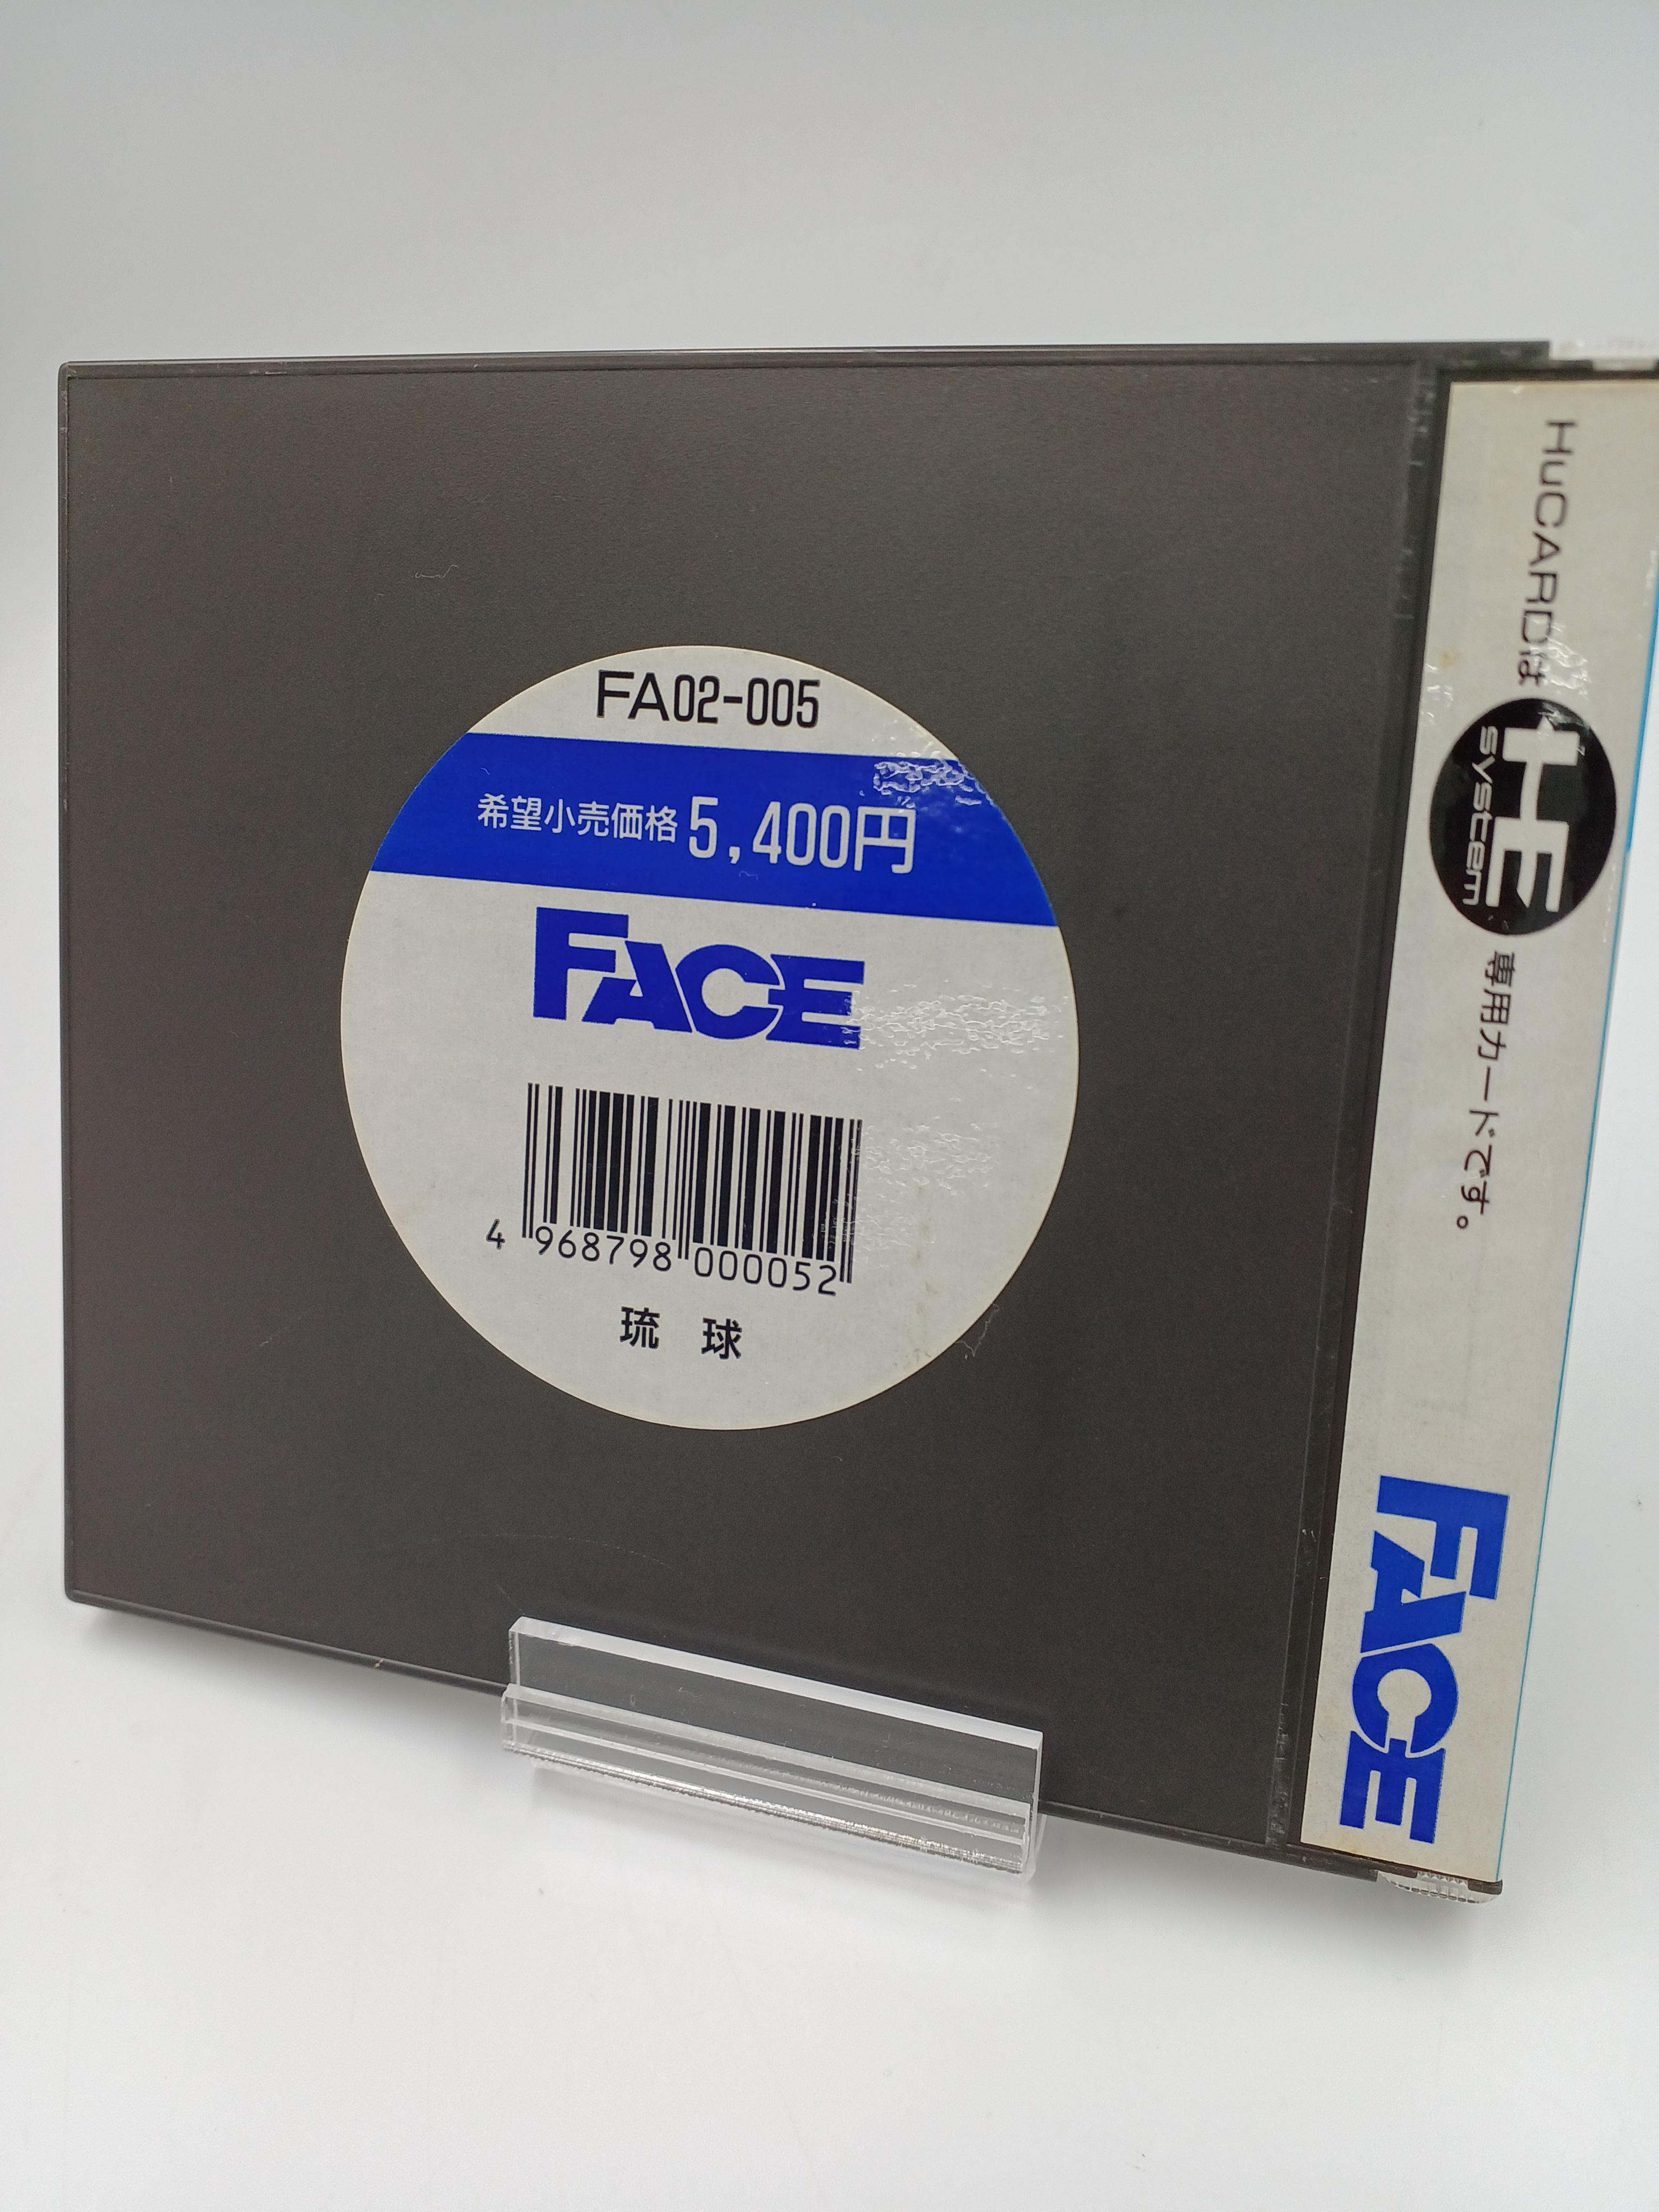 FA02-005
希望小売価格 5,400円
FACE
4 968798 000052
琉 球
HuCARDは HE system 専用カードです。
FACE